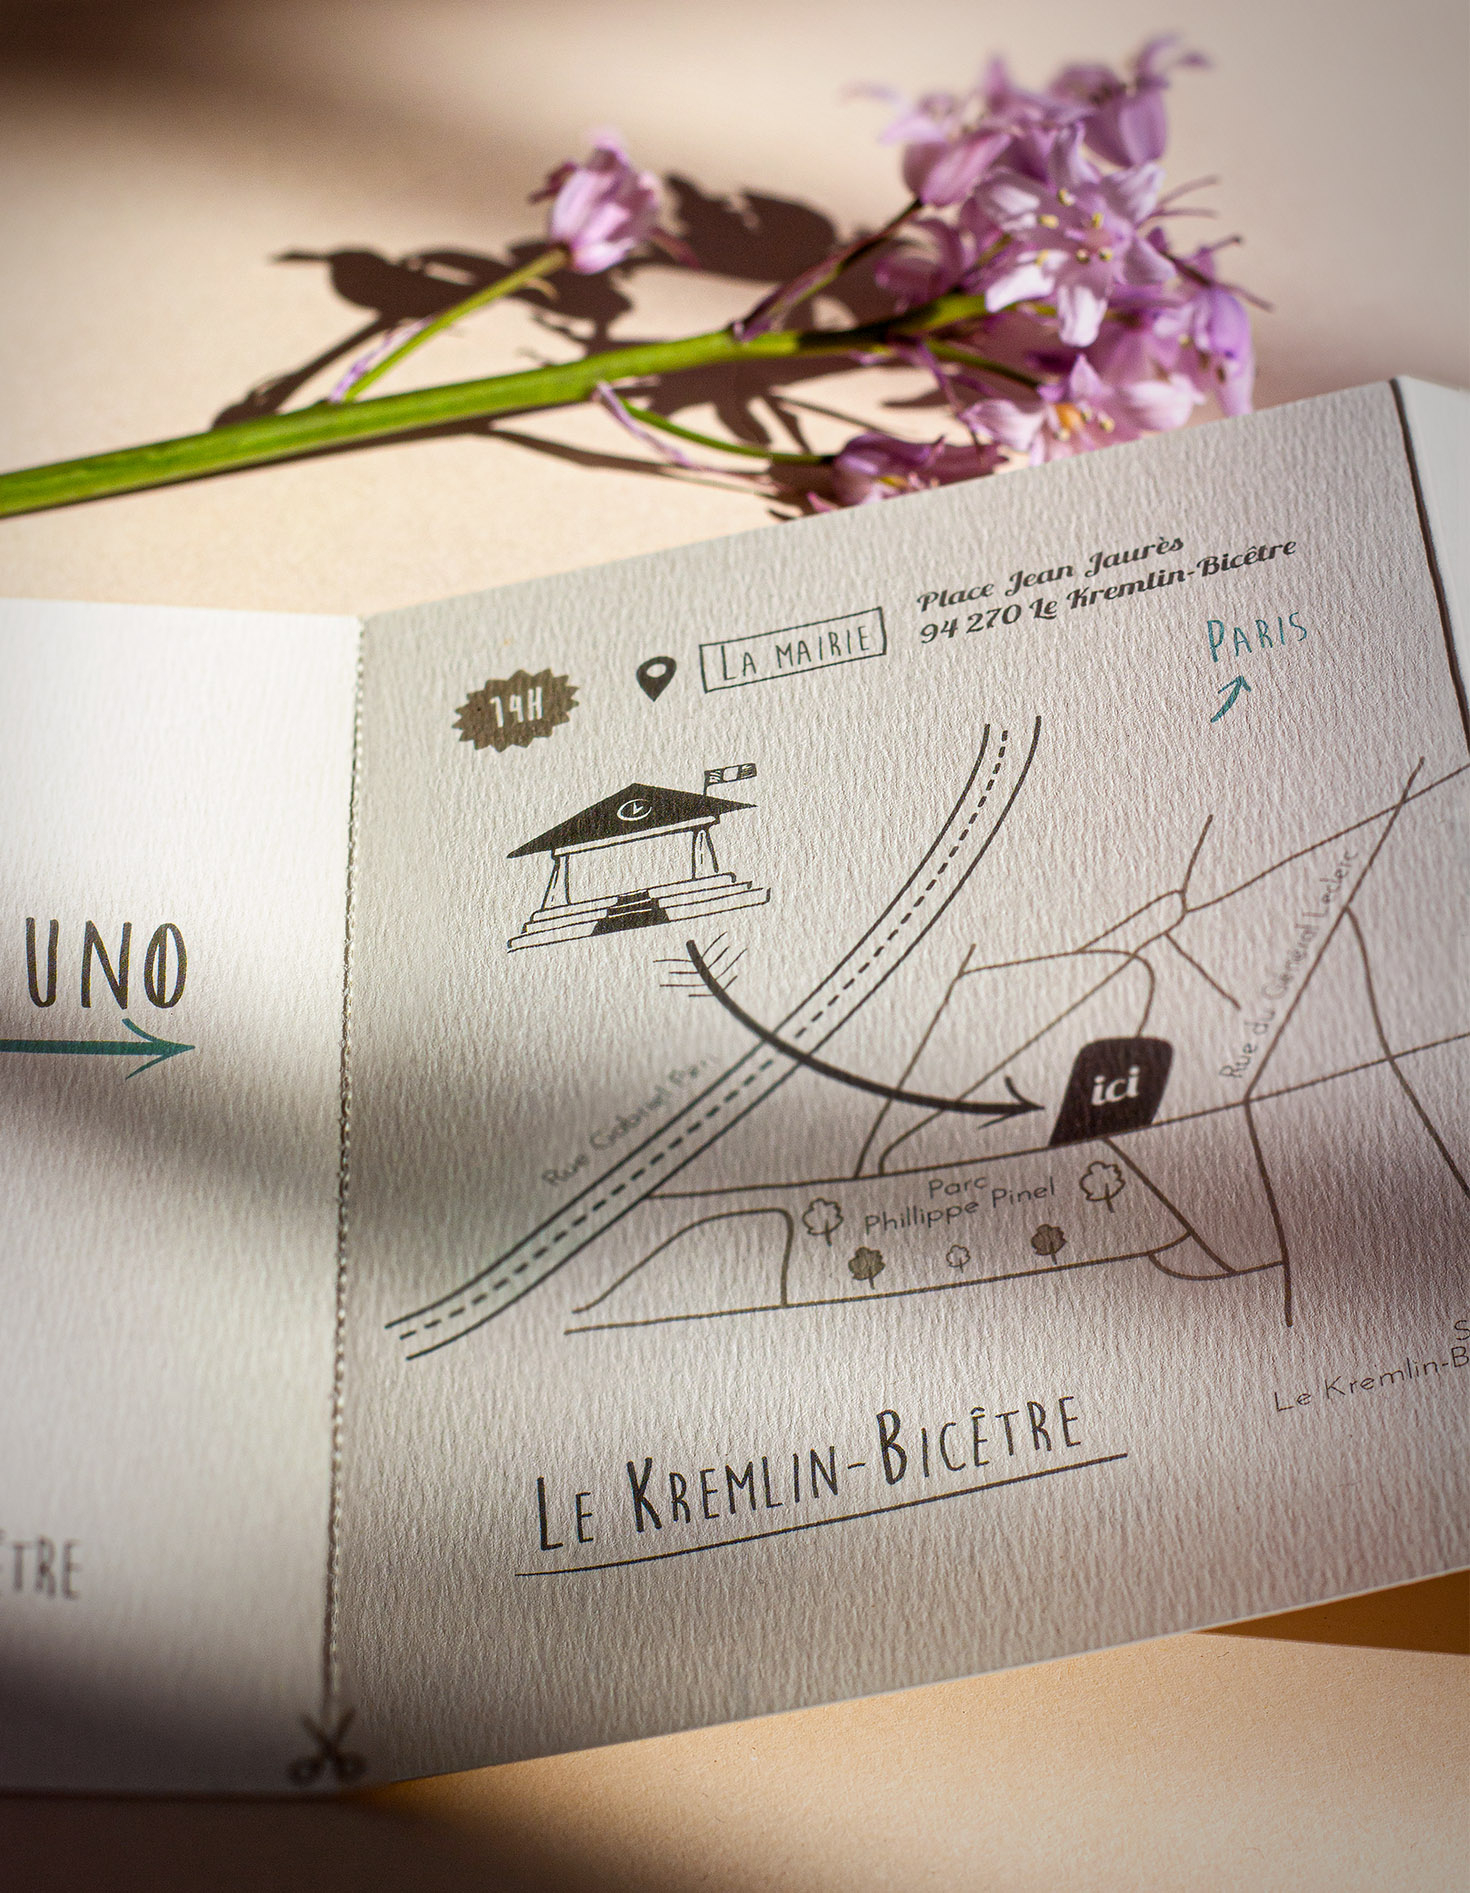 UNO
ÊTRE
14H
LA MAIRIE
Place Jean Jaurès
94 270 Le Kremlin-Bicêtre
PARIS
Rue Gabriel
Rue du Général Leclerc
ici
Parc
Phillippe Pinel
Le Kremlin-B
LE KREMLIN-BICÊTRE